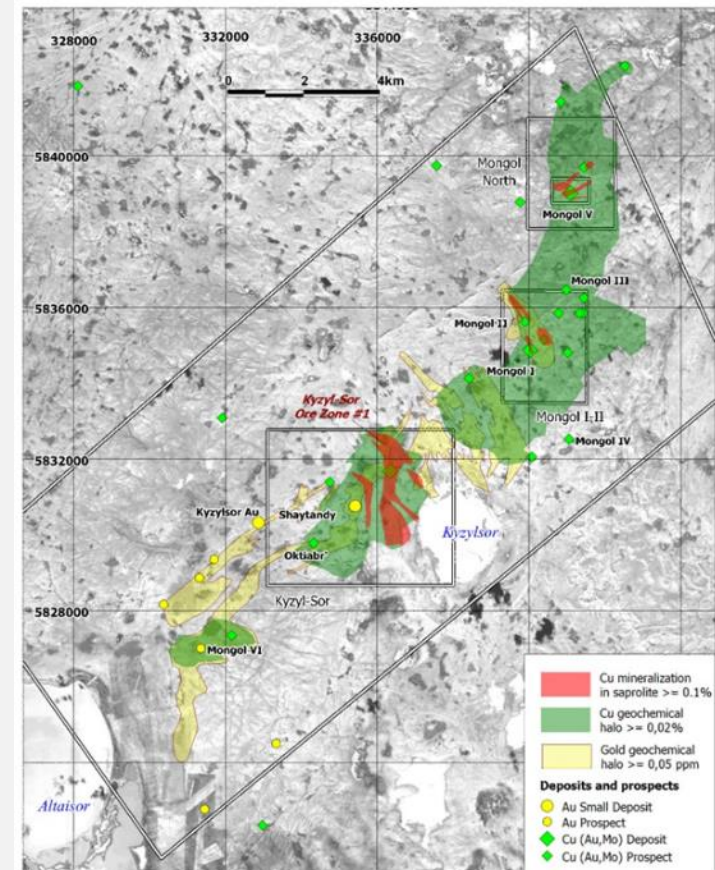 328000
332000
336000
0 2 4km
5840000
Mongol
North
Mongol V
Mongol III
5836000
Mongol II
Mongol I
Kyzyl-Sor
Ore Zone #1
Mongol I-II
Mongol IV
5832000
Kyzylsor Au
Shaytandy
Kyzylsor
Oktiabr'
Kyzyl-Sor
5828000
Mongol VI
Altaisor
Cu mineralization
in saprolite >= 0.1%
Cu geochemical
halo >= 0,02%
Gold geochemical
halo >= 0,05 ppm
Deposits and prospects
Au Small Deposit
Au Prospect
Cu (Au,Mo) Deposit
Cu (Au,Mo) Prospect